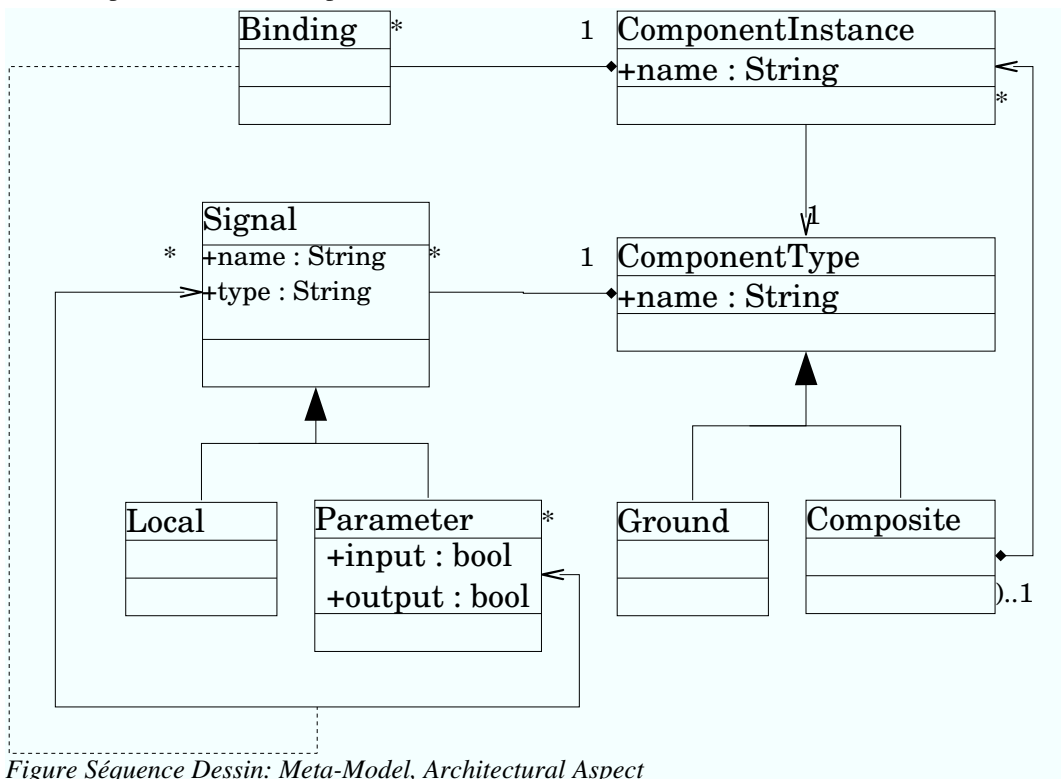 Binding * 1 ComponentInstance
+name : String
*
1
Signal
* +name : String * 1 ComponentType
+type : String +name : String
Local Parameter * Ground Composite
+input : bool
+output : bool
)..1
Figure Séquence Dessin: Meta-Model, Architectural Aspect